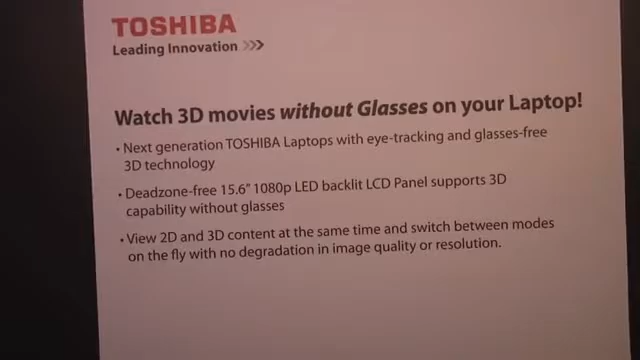 TOSHIBA
Leading Innovation >>>
Watch 3D movies without Glasses on your Laptop!
• Next generation TOSHIBA Laptops with eye-tracking and glasses-free
3D technology
• Deadzone-free 15.6" 1080p LED backlit LCD Panel supports 3D
capability without glasses
• View 2D and 3D content at the same time and switch between modes
on the fly with no degradation in image quality or resolution.